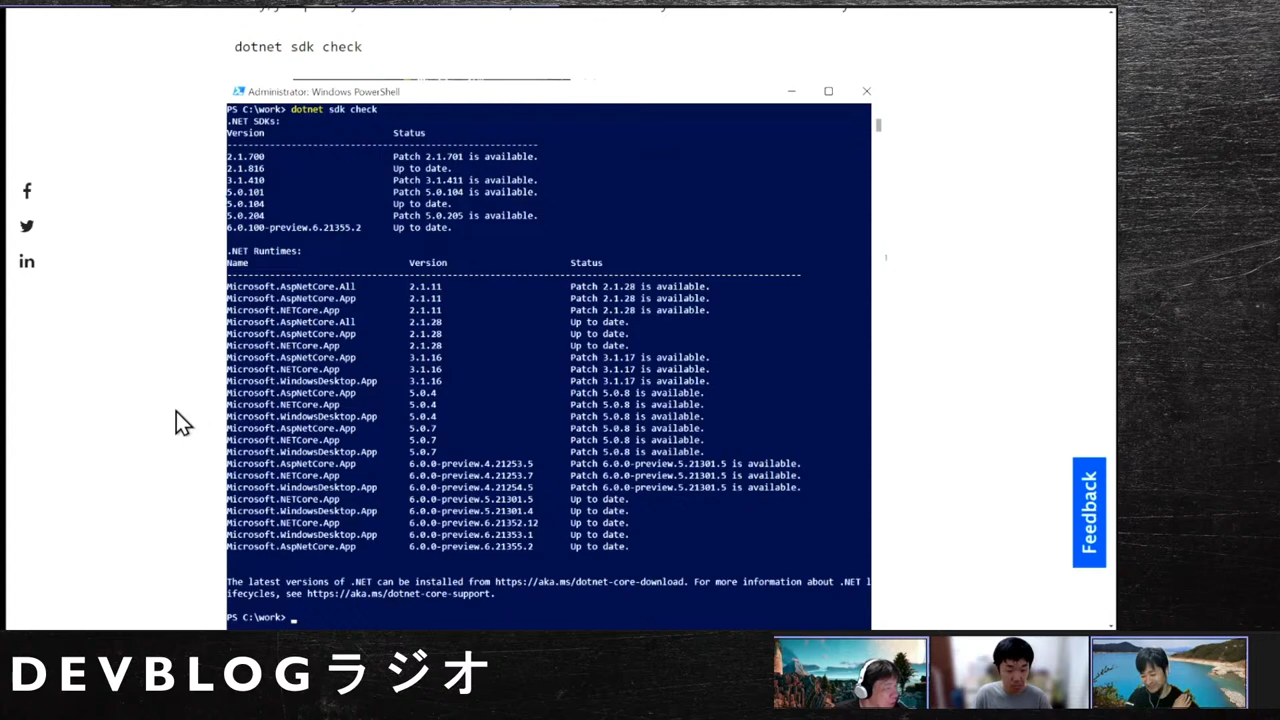 dotnet sdk check
Administrator: Windows PowerShell
PS C:\work> dotnet sdk check
.NET SDKs:
Version Status
----------------------------------------------------------
2.1.700 Patch 2.1.701 is available.
2.1.816 Up to date.
3.1.410 Patch 3.1.411 is available.
5.0.101 Patch 5.0.104 is available.
5.0.104 Up to date.
5.0.204 Patch 5.0.205 is available.
6.0.100-preview.6.21355.2 Up to date.
.NET Runtimes:
Name Version Status
-----------------------------------------------------------------------------------------------------------
Microsoft.AspNetCore.All 2.1.11 Patch 2.1.28 is available.
Microsoft.AspNetCore.App 2.1.11 Patch 2.1.28 is available.
Microsoft.NETCore.App 2.1.11 Patch 2.1.28 is available.
Microsoft.AspNetCore.All 2.1.28 Up to date.
Microsoft.AspNetCore.App 2.1.28 Up to date.
Microsoft.NETCore.App 2.1.28 Up to date.
Microsoft.AspNetCore.App 3.1.16 Patch 3.1.17 is available.
Microsoft.NETCore.App 3.1.16 Patch 3.1.17 is available.
Microsoft.WindowsDesktop.App 3.1.16 Patch 3.1.17 is available.
Microsoft.AspNetCore.App 5.0.4 Patch 5.0.8 is available.
Microsoft.NETCore.App 5.0.4 Patch 5.0.8 is available.
Microsoft.WindowsDesktop.App 5.0.4 Patch 5.0.8 is available.
Microsoft.AspNetCore.App 5.0.7 Patch 5.0.8 is available.
Microsoft.NETCore.App 5.0.7 Patch 5.0.8 is available.
Microsoft.WindowsDesktop.App 5.0.7 Patch 5.0.8 is available.
Microsoft.AspNetCore.App 6.0.0-preview.4.21253.5 Patch 6.0.0-preview.5.21301.5 is available.
Microsoft.NETCore.App 6.0.0-preview.4.21253.7 Patch 6.0.0-preview.5.21301.5 is available.
Microsoft.WindowsDesktop.App 6.0.0-preview.4.21254.5 Patch 6.0.0-preview.5.21301.5 is available.
Microsoft.NETCore.App 6.0.0-preview.5.21301.5 Up to date.
Microsoft.WindowsDesktop.App 6.0.0-preview.5.21301.4 Up to date.
Microsoft.NETCore.App 6.0.0-preview.6.21352.12 Up to date.
Microsoft.WindowsDesktop.App 6.0.0-preview.6.21353.1 Up to date.
Microsoft.AspNetCore.App 6.0.0-preview.6.21355.2 Up to date.
The latest versions of .NET can be installed from https://aka.ms/dotnet-core-download. For more information about .NET l
ifecycles, see https://aka.ms/dotnet-core-support.
PS C:\work>
Feedback
DEVBLOGラジオ